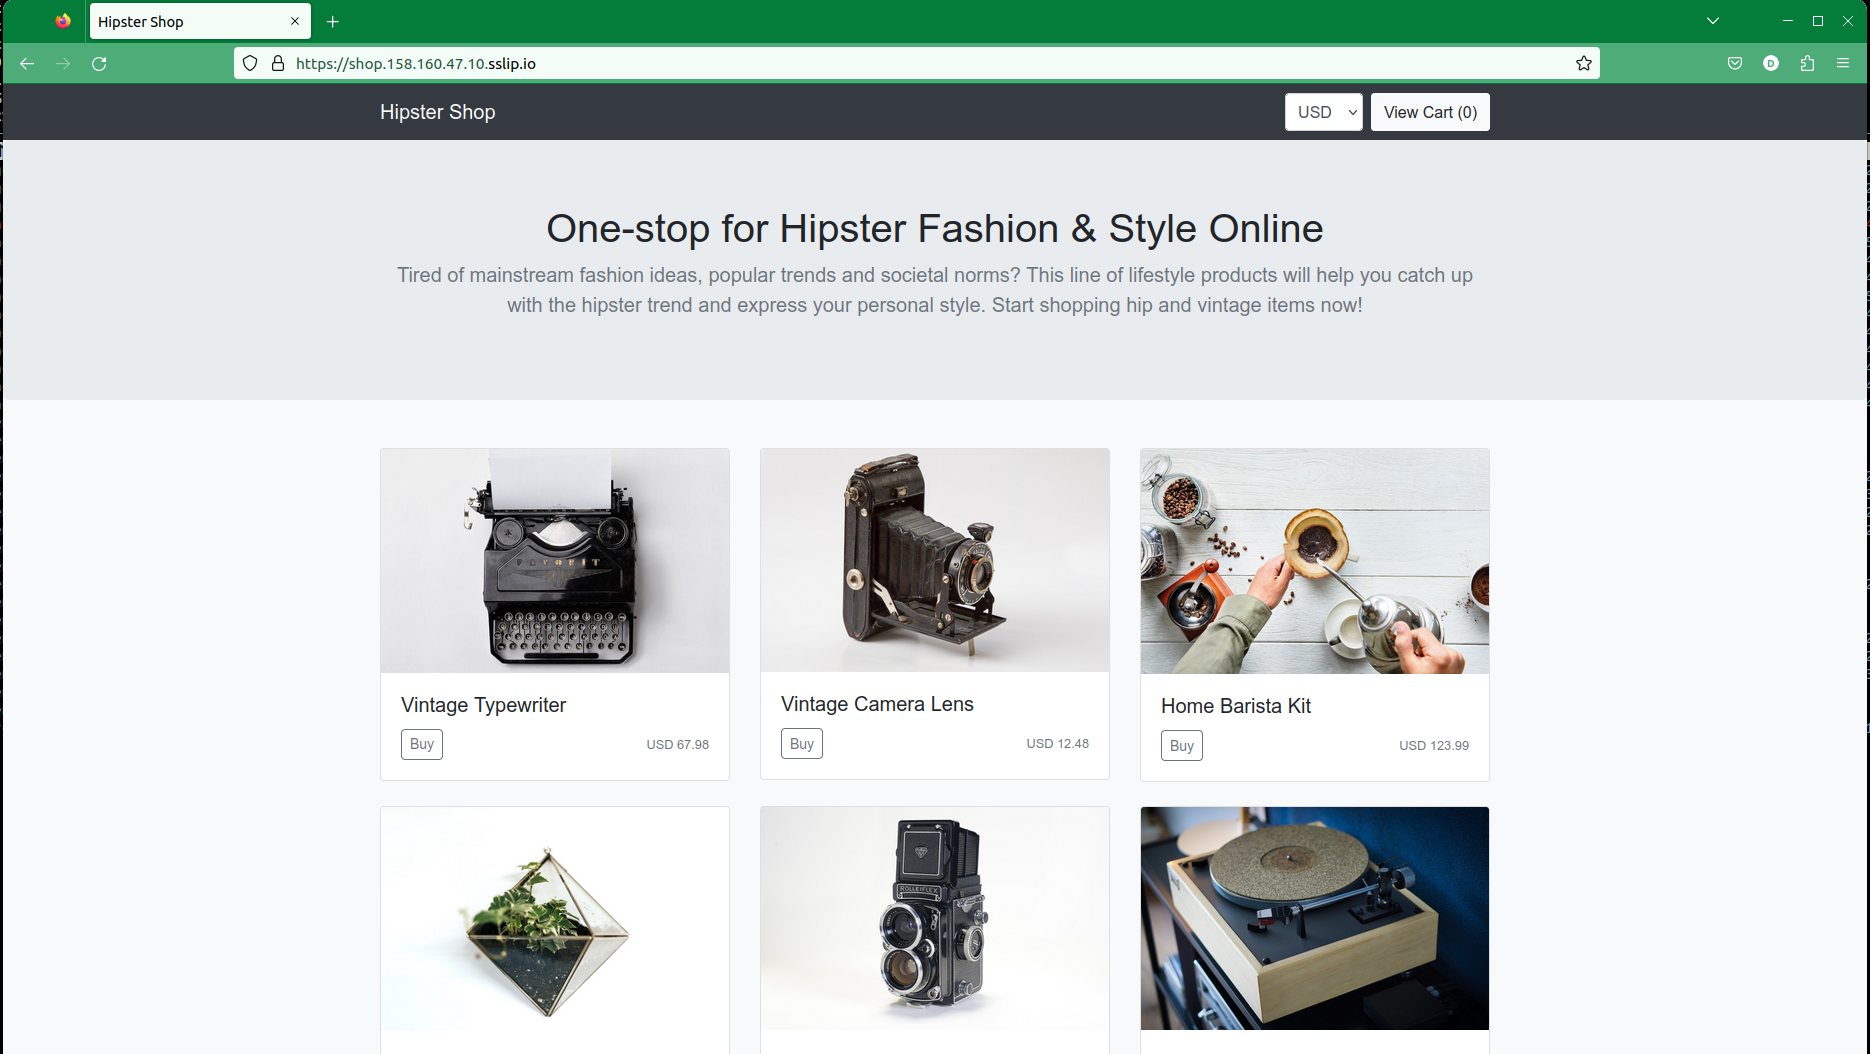 Hipster Shop
https://shop.158.160.47.10.sslip.io
D
Hipster Shop
USD
View Cart (0)
One-stop for Hipster Fashion & Style Online
Tired of mainstream fashion ideas, popular trends and societal norms? This line of lifestyle products will help you catch up
with the hipster trend and express your personal style. Start shopping hip and vintage items now!
FAVORIT
Vintage Typewriter
Buy
USD 67.98
Vintage Camera Lens
Buy
USD 12.48
Home Barista Kit
Buy
USD 123.99
ROLLEIFLEX